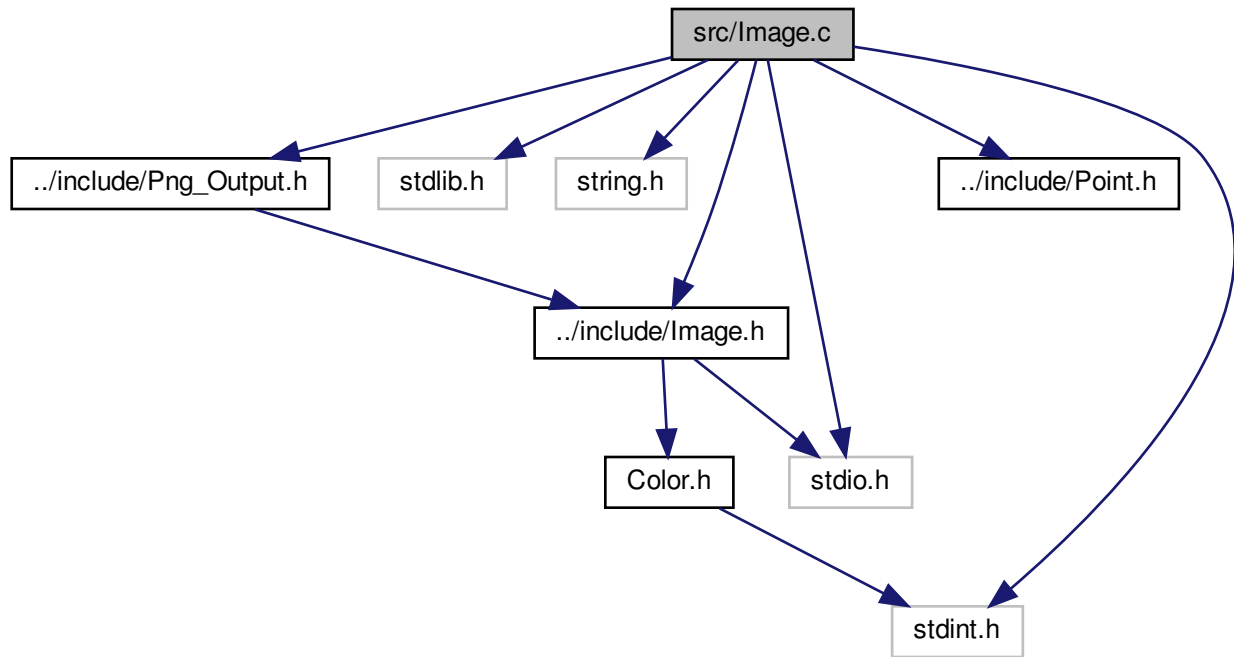 src/Image.c
../include/Png_Output.h
stdlib.h
string.h
../include/Point.h
../include/Image.h
Color.h
stdio.h
stdint.h